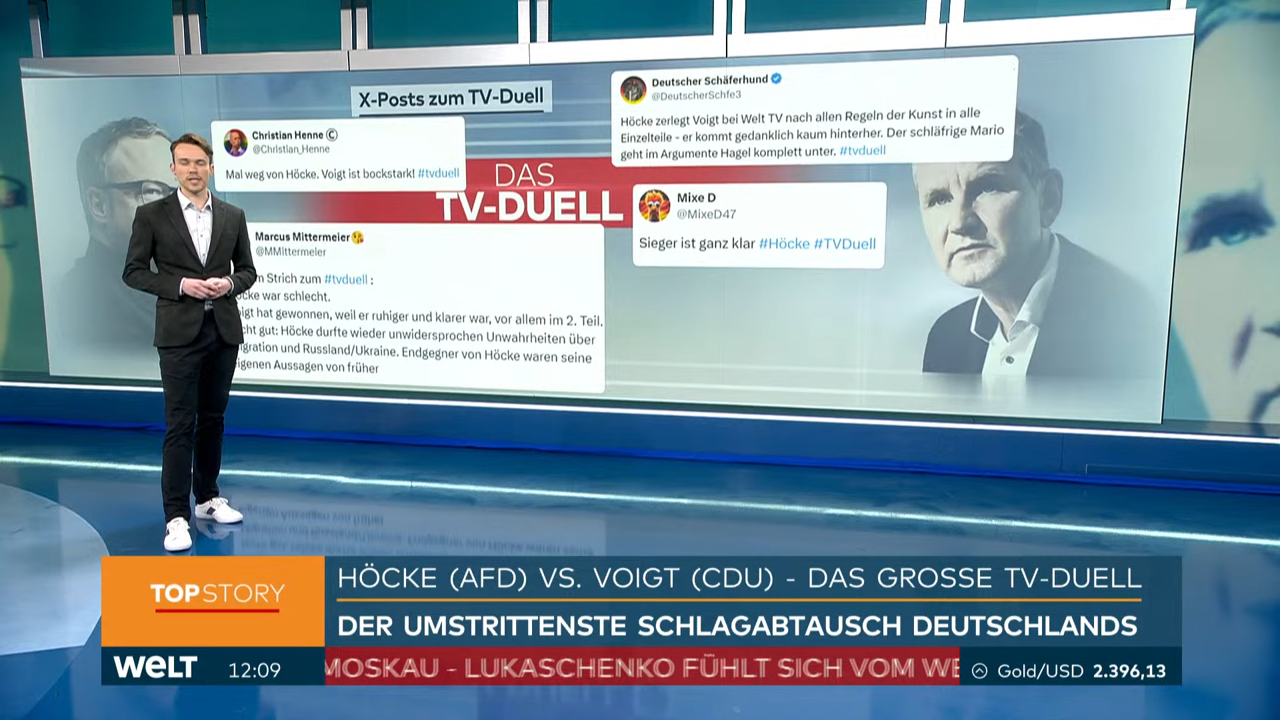 X-Posts zum TV-Duell
Christian Henne Ⓒ
@Christian_Henne
Mal weg von Höcke. Voigt ist bockstark! #tvduell
Deutscher Schäferhund
@DeutscherSchfe3
Höcke zerlegt Voigt bei Welt TV nach allen Regeln der Kunst in alle
Einzelteile - er kommt gedanklich kaum hinterher. Der schläfrige Mario
geht im Argumente Hagel komplett unter. #tvduell
DAS
TV-DUELL
Mixe D
@MixeD47
Sieger ist ganz klar #Höcke #TVDuell
Marcus Mittermeier😘
@MMittermeier
m Strich zum #tvduell :
cke war schlecht.
igt hat gewonnen, weil er ruhiger und klarer war, vor allem im 2. Teil.
cht gut: Höcke durfte wieder unwidersprochen Unwahrheiten über
igration und Russland/Ukraine. Endgegner von Höcke waren seine
eigenen Aussagen von früher
TOPSTORY
HÖCKE (AFD) VS. VOIGT (CDU) - DAS GROSSE TV-DUELL
DER UMSTRITTENSTE SCHLAGABTAUSCH DEUTSCHLANDS
WELT 12:09 MOSKAU - LUKASCHENKO FÜHLT SICH VOM WE Gold/USD 2.396,13